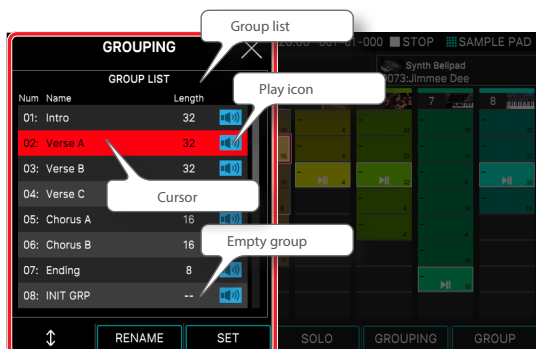 Group list
GROUPING
20:00 001-01-000 STOP SAMPLE PAD
GROUP LIST
Synth Bellpad
0073:Jimmee Dee
Num Name Length
Play icon
7 8
01: Intro 32
02: Verse A 32
03: Verse B 32
04: Verse C
Cursor
05: Chorus A 16
06: Chorus B 16
Empty group
07: Ending 8
08: INIT GRP --
RENAME SET SOLO GROUPING GROUP